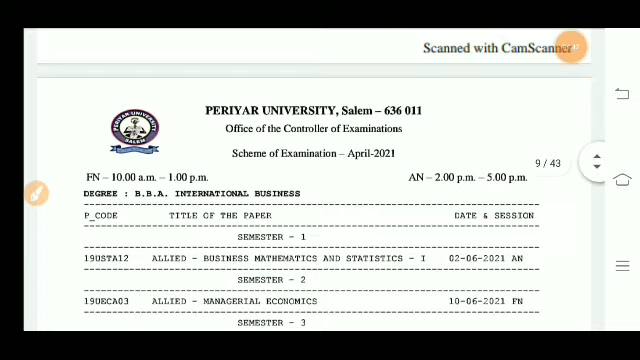 Scanned with CamScanner
PERIYAR UNIVERSITY, Salem – 636 011
Office of the Controller of Examinations
Scheme of Examination – April-2021
9 / 43
FN – 10.00 a.m. – 1.00 p.m. AN – 2.00 p.m. – 5.00 p.m.
DEGREE : B.B.A. INTERNATIONAL BUSINESS
P_CODE TITLE OF THE PAPER DATE & SESSION
SEMESTER - 1
19USTA12 ALLIED - BUSINESS MATHEMATICS AND STATISTICS - I 02-06-2021 AN
SEMESTER - 2
19UECA03 ALLIED - MANAGERIAL ECONOMICS 10-06-2021 FN
SEMESTER - 3